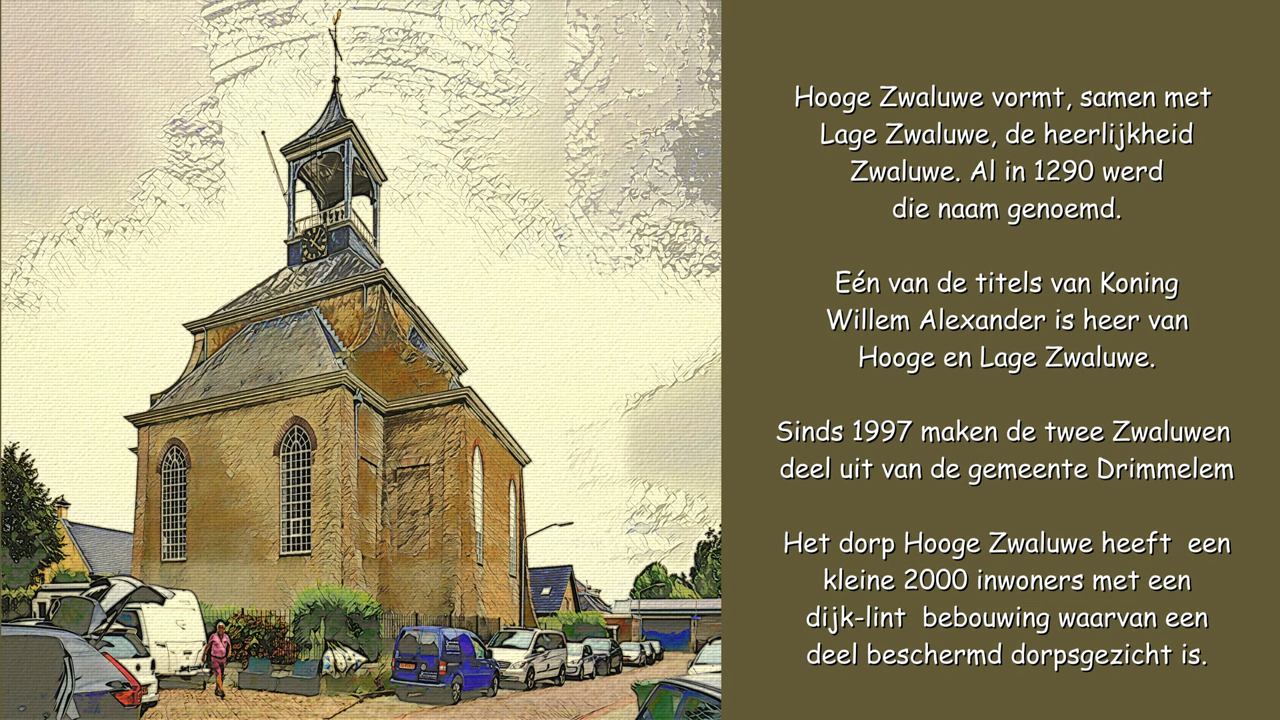 Hooge Zwaluwe vormt, samen met
Lage Zwaluwe, de heerlijkheid
Zwaluwe. Al in 1290 werd
die naam genoemd.
Eén van de titels van Koning
Willem Alexander is heer van
Hooge en Lage Zwaluwe.
Sinds 1997 maken de twee Zwaluwen
deel uit van de gemeente Drimmelem
Het dorp Hooge Zwaluwe heeft  een
kleine 2000 inwoners met een
dijk-lint  bebouwing waarvan een
deel beschermd dorpsgezicht is.